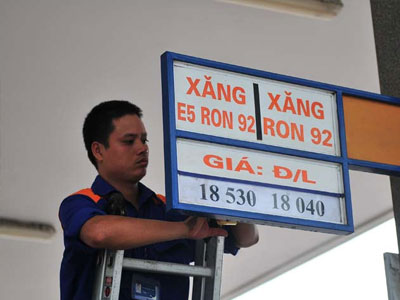 XĂNG XĂNG
E5 RON 92 RON 92
GIÁ: Đ/L
18 530 18 040